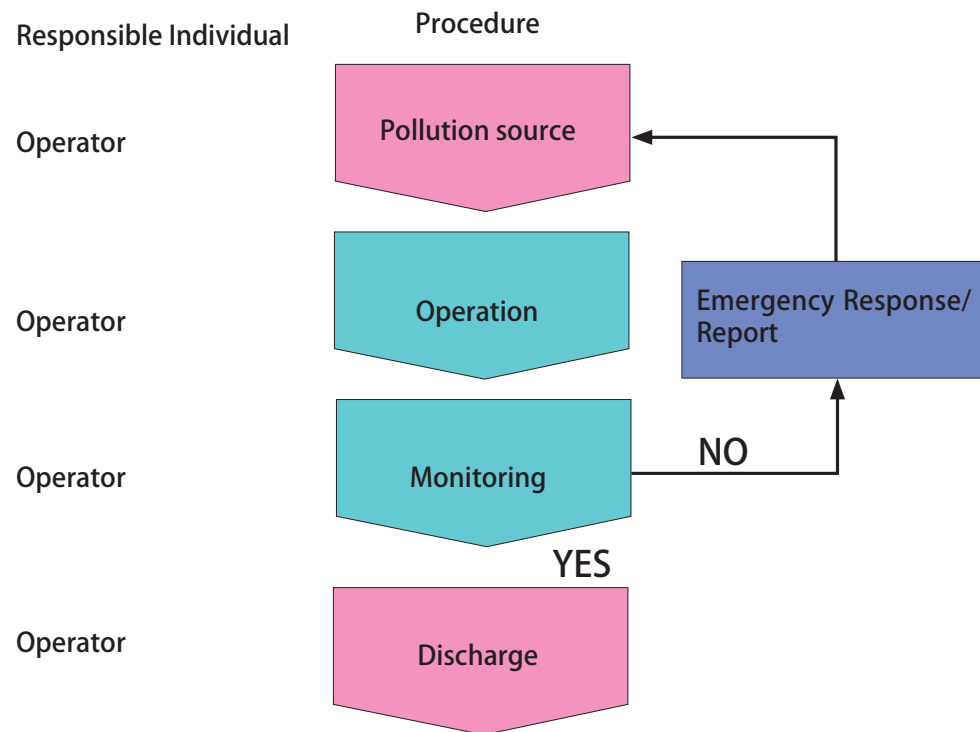 Responsible Individual
Procedure
Operator
Pollution source
Operator
Operation
Emergency Response/
Report
Operator
Monitoring
NO
YES
Operator
Discharge